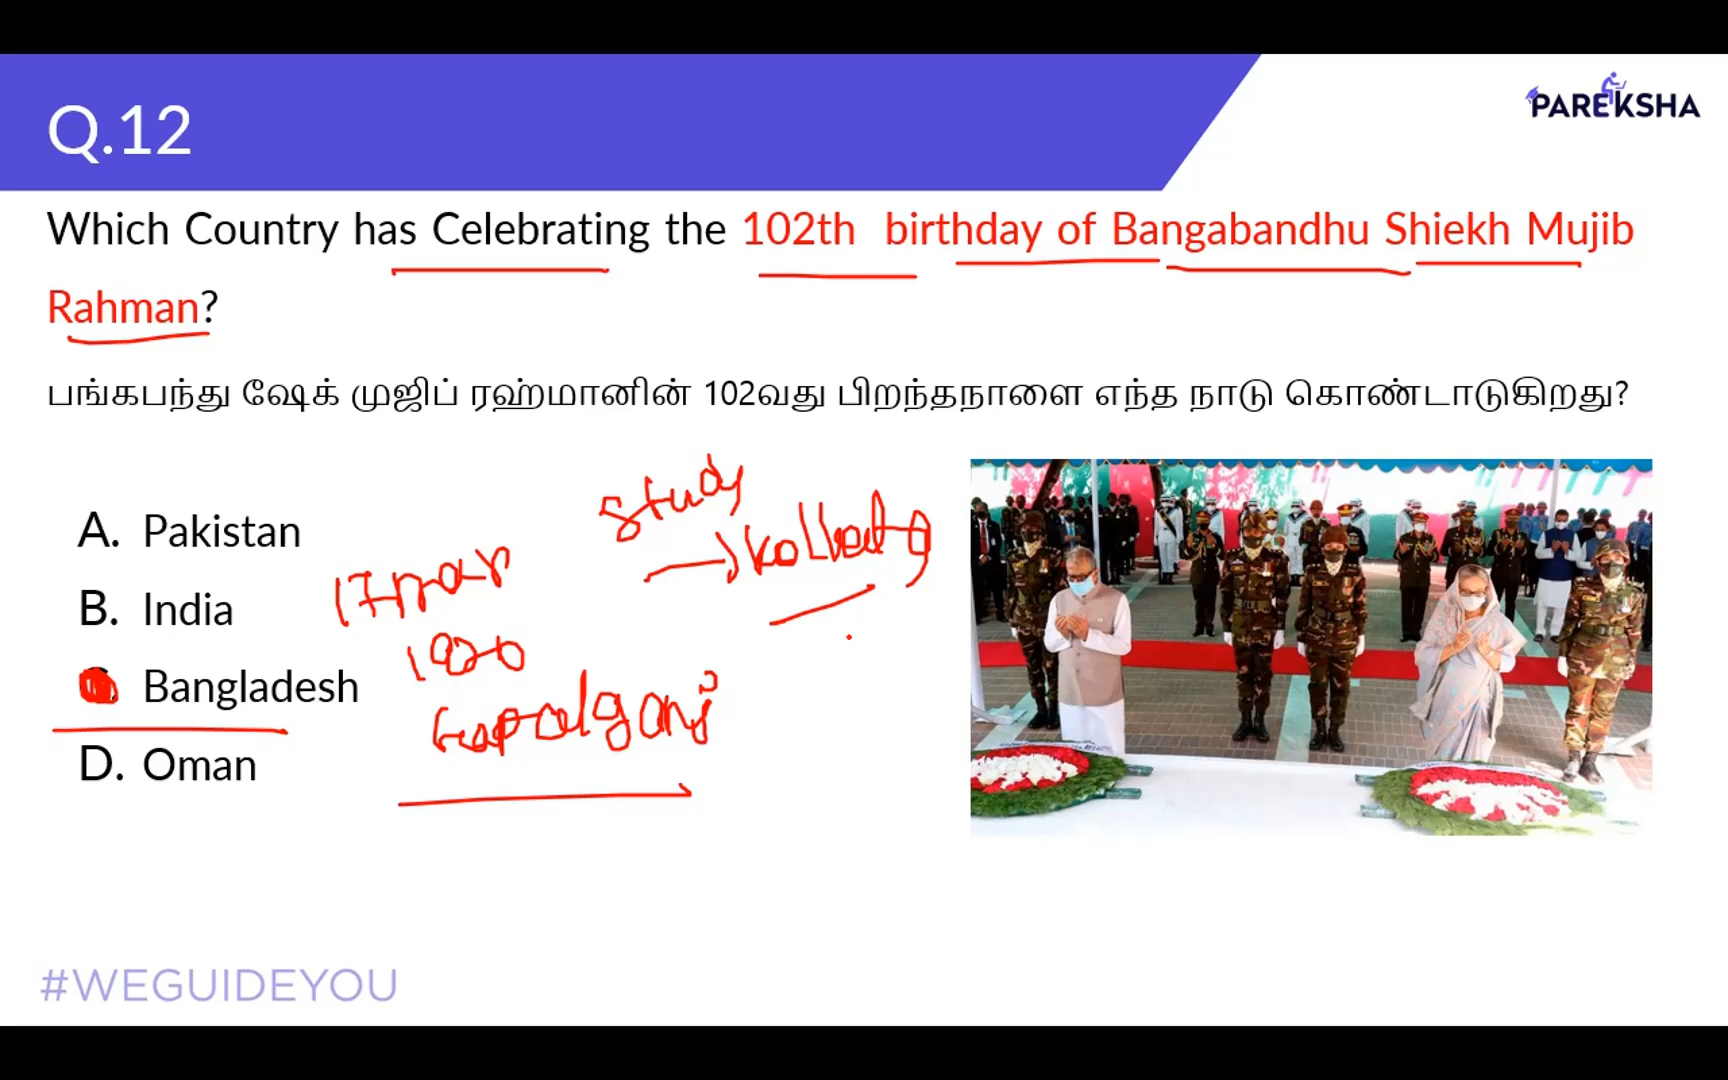 Q.12
PAREKSHA
Which Country has Celebrating the 102th birthday of Bangabandhu Shiekh Mujib
Rahman?
பங்கபந்து ஷேக் முஜிப் ரஹ்மானின் 102வது பிறந்தநாளை எந்த நாடு கொண்டாடுகிறது?
A. Pakistan
B. India
Bangladesh
D. Oman
study
17 mar
Gopalganj
#WEGUIDEYOU